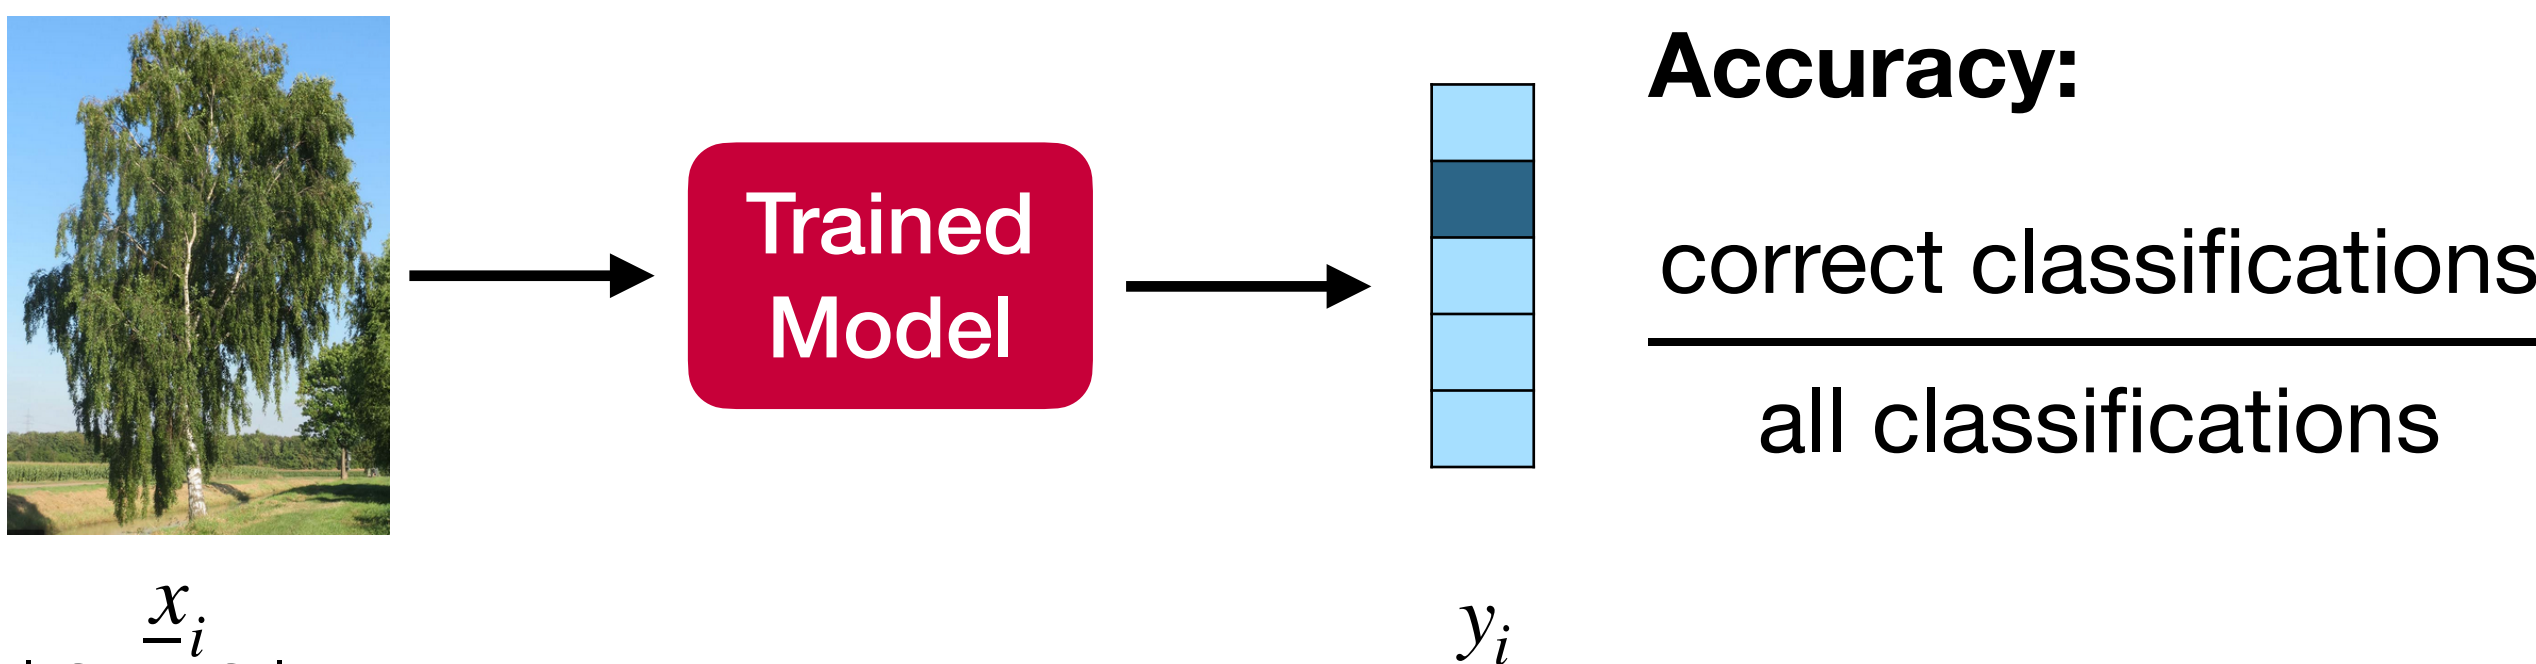 Accuracy:
Trained
Model
correct classifications
all classifications
x_i
y_i